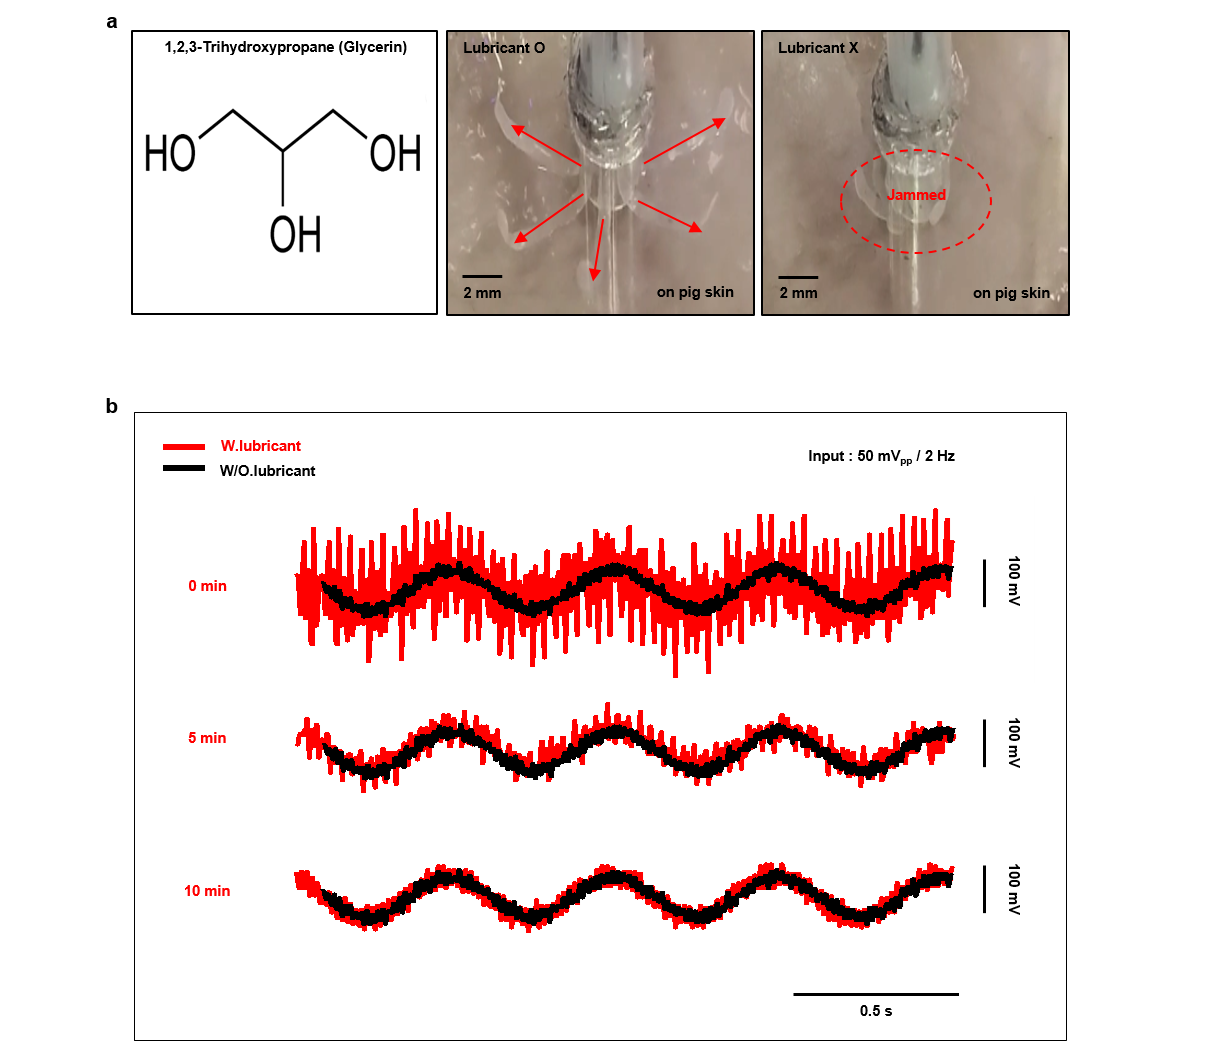 a
1,2,3-Trihydroxypropane (Glycerin)
HO
OH
OH
Lubricant O
2 mm
on pig skin
Lubricant X
Jammed
2 mm
on pig skin
b
W.lubricant
W/O.lubricant
Input : 50 mVpp / 2 Hz
0 min
100 mV
5 min
100 mV
10 min
100 mV
0.5 s